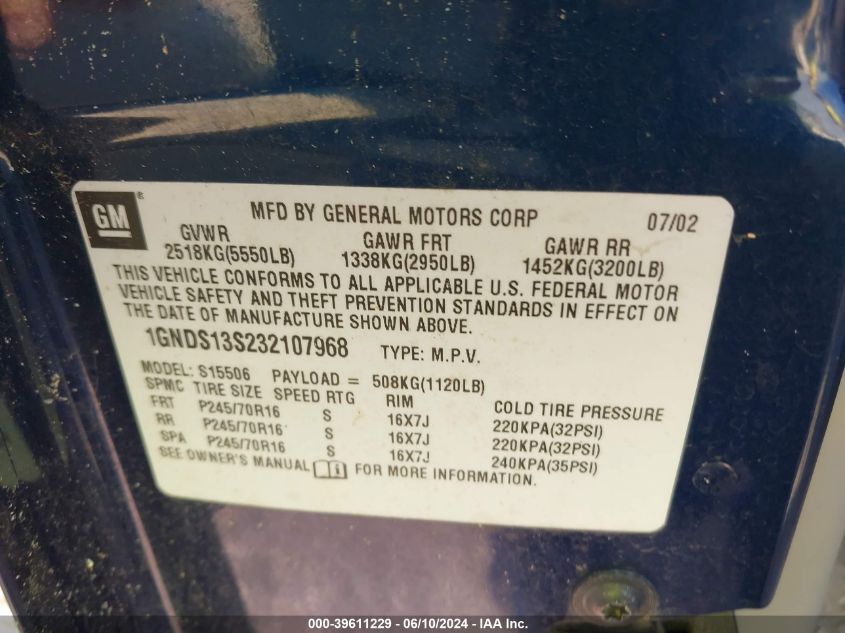 GM ®
MFD BY GENERAL MOTORS CORP 07/02
GVWR GAWR FRT GAWR RR
2518KG(5550LB) 1338KG(2950LB) 1452KG(3200LB)
THIS VEHICLE CONFORMS TO ALL APPLICABLE U.S. FEDERAL MOTOR
VEHICLE SAFETY AND THEFT PREVENTION STANDARDS IN EFFECT ON
THE DATE OF MANUFACTURE SHOWN ABOVE.
1GNDS13S232107968 TYPE: M.P.V.
MODEL: S15506 PAYLOAD = 508KG(1120LB)
SPMC TIRE SIZE SPEED RTG RIM COLD TIRE PRESSURE
FRT P245/70R16 S 16X7J 220KPA(32PSI)
RR P245/70R16 S 16X7J 220KPA(32PSI)
SPA P245/70R16 S 16X7J 240KPA(35PSI)
SEE OWNER'S MANUAL FOR MORE INFORMATION.
000-39611229 - 06/10/2024 - IAA Inc.